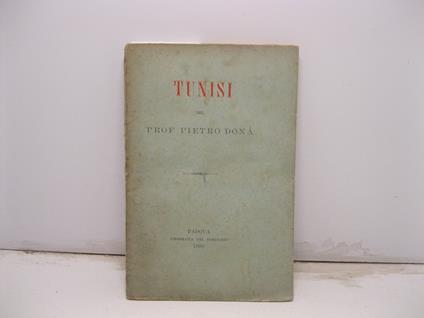 TUNISI
DEL
PROF. PIETRO DONÀ
PADOVA
TIPOGRAFIA DEL SEMINARIO